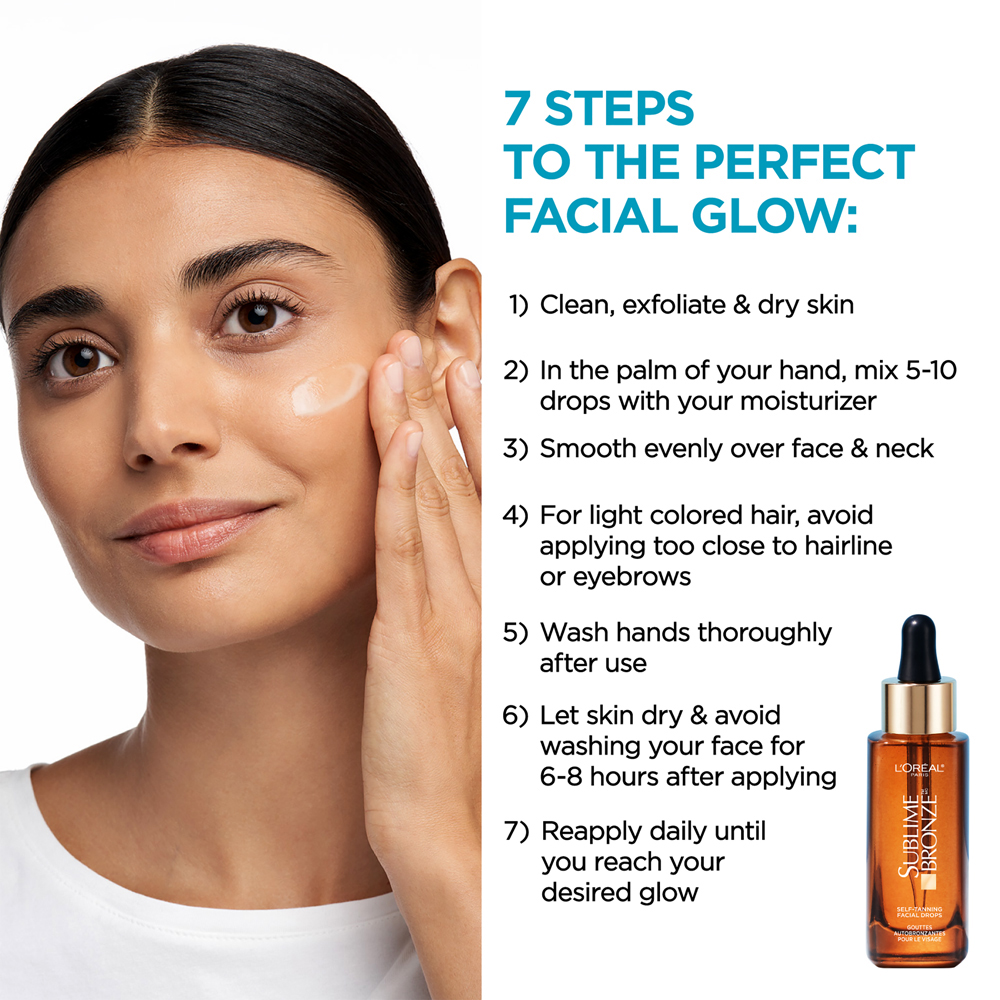 7 STEPS
TO THE PERFECT
FACIAL GLOW:
1) Clean, exfoliate & dry skin
2) In the palm of your hand, mix 5-10
drops with your moisturizer
3) Smooth evenly over face & neck
4) For light colored hair, avoid
applying too close to hairline
or eyebrows
5) Wash hands thoroughly
after use
6) Let skin dry & avoid
washing your face for
6-8 hours after applying
7) Reapply daily until
you reach your
desired glow
L'ORÉAL®
PARIS
SUBLIME
BRONZE
SELF-TANNING
FACIAL DROPS
GOUTTES
AUTOBRONZANTES
POUR LE VISAGE